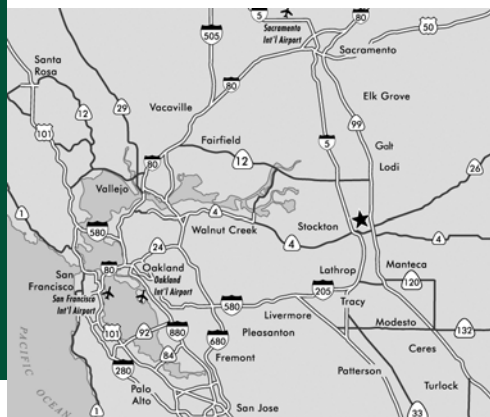 5
80
50
505
Sacramento
Int'l Airport
Sacramento
Santa
Rosa
80
29
Vacaville
Elk Grove
101
12
99
Fairfield
5
Galt
Lodi
80
12
26
Vallejo
1
4
Walnut Creek
Stockton
580
4
4
24
San
Francisco
80
Oakland
Oakland
Int'l Airport
Lathrop
Manteca
San Francisco
Int'l Airport
580
205
120
Tracy
Livermore
101
92
880
Pleasanton
Modesto
132
680
PACIFIC OCEAN
84
Fremont
Ceres
280
Patterson
Palo
Alto
Turlock
1
San Jose
33